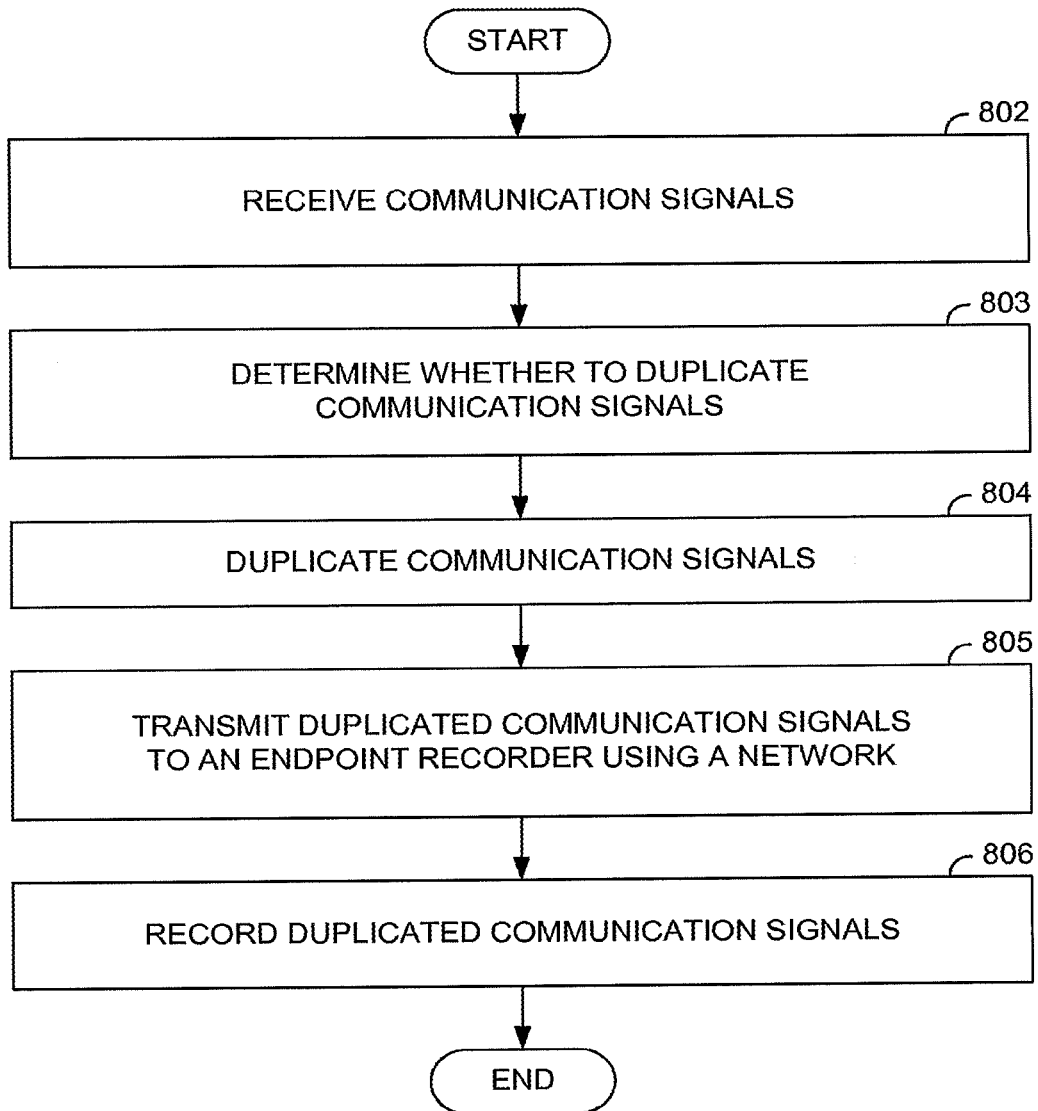 START
802
RECEIVE COMMUNICATION SIGNALS
803
DETERMINE WHETHER TO DUPLICATE
COMMUNICATION SIGNALS
804
DUPLICATE COMMUNICATION SIGNALS
805
TRANSMIT DUPLICATED COMMUNICATION SIGNALS
TO AN ENDPOINT RECORDER USING A NETWORK
806
RECORD DUPLICATED COMMUNICATION SIGNALS
END